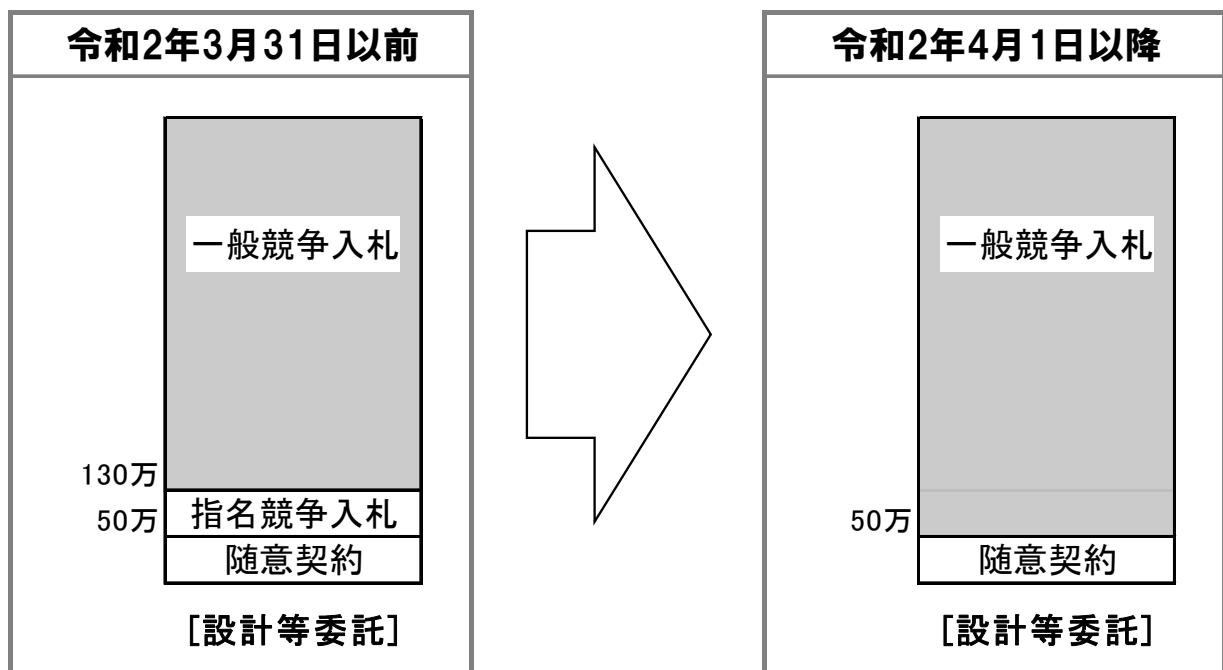 令和2年3月31日以前
一般競争入札
130万
50万
指名競争入札
随意契約
[設計等委託]
令和2年4月1日以降
一般競争入札
50万
随意契約
[設計等委託]